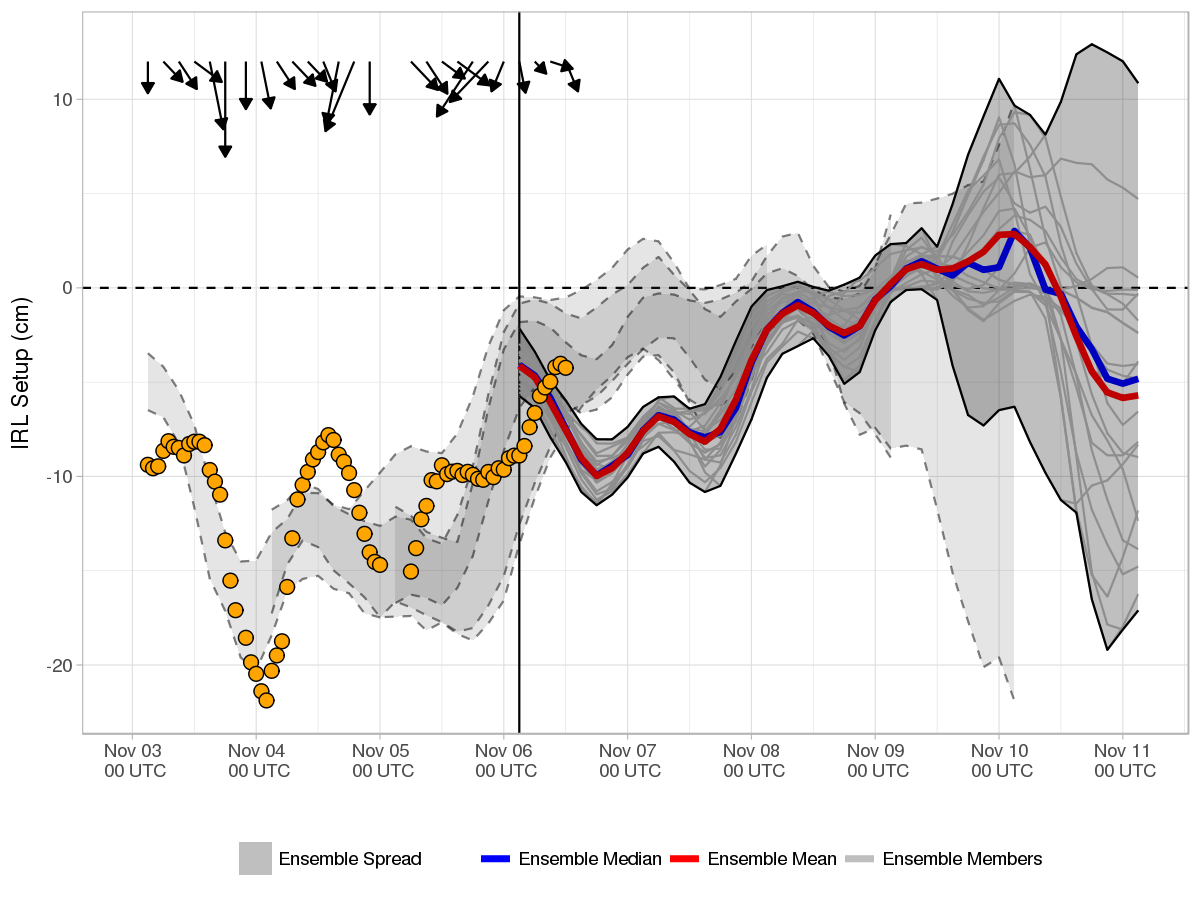 IRL Setup (cm)
10
0
-10
-20
Nov 03
00 UTC
Nov 04
00 UTC
Nov 05
00 UTC
Nov 06
00 UTC
Nov 07
00 UTC
Nov 08
00 UTC
Nov 09
00 UTC
Nov 10
00 UTC
Nov 11
00 UTC
Ensemble Spread
Ensemble Median
Ensemble Mean
Ensemble Members